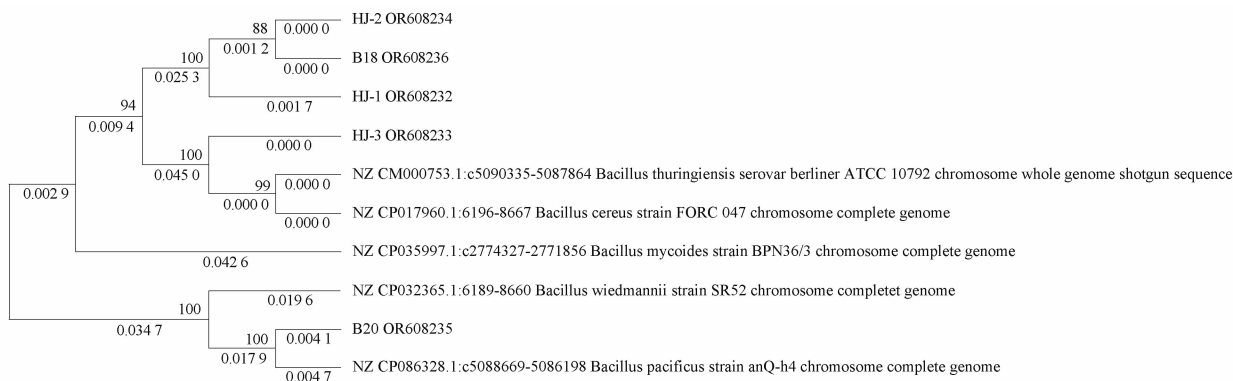 HJ-2 OR608234
88
0.000 0
0.001 2
B18 OR608236
0.000 0
100
0.025 3
HJ-1 OR608232
0.001 7
94
0.009 4
HJ-3 OR608233
0.000 0
100
0.045 0
NZ CM000753.1:c5090335-5087864 Bacillus thuringiensis serovar berliner ATCC 10792 chromosome whole genome shotgun sequence
99
0.000 0
0.000 0
NZ CP017960.1:6196-8667 Bacillus cereus strain FORC 047 chromosome complete genome
0.000 0
0.002 9
NZ CP035997.1:c2774327-2771856 Bacillus mycoides strain BPN36/3 chromosome complete genome
0.042 6
NZ CP032365.1:6189-8660 Bacillus wiedmannii strain SR52 chromosome completet genome
0.019 6
100
0.034 7
B20 OR608235
100
0.004 1
0.017 9
NZ CP086328.1:c5088669-5086198 Bacillus pacificus strain anQ-h4 chromosome complete genome
0.004 7